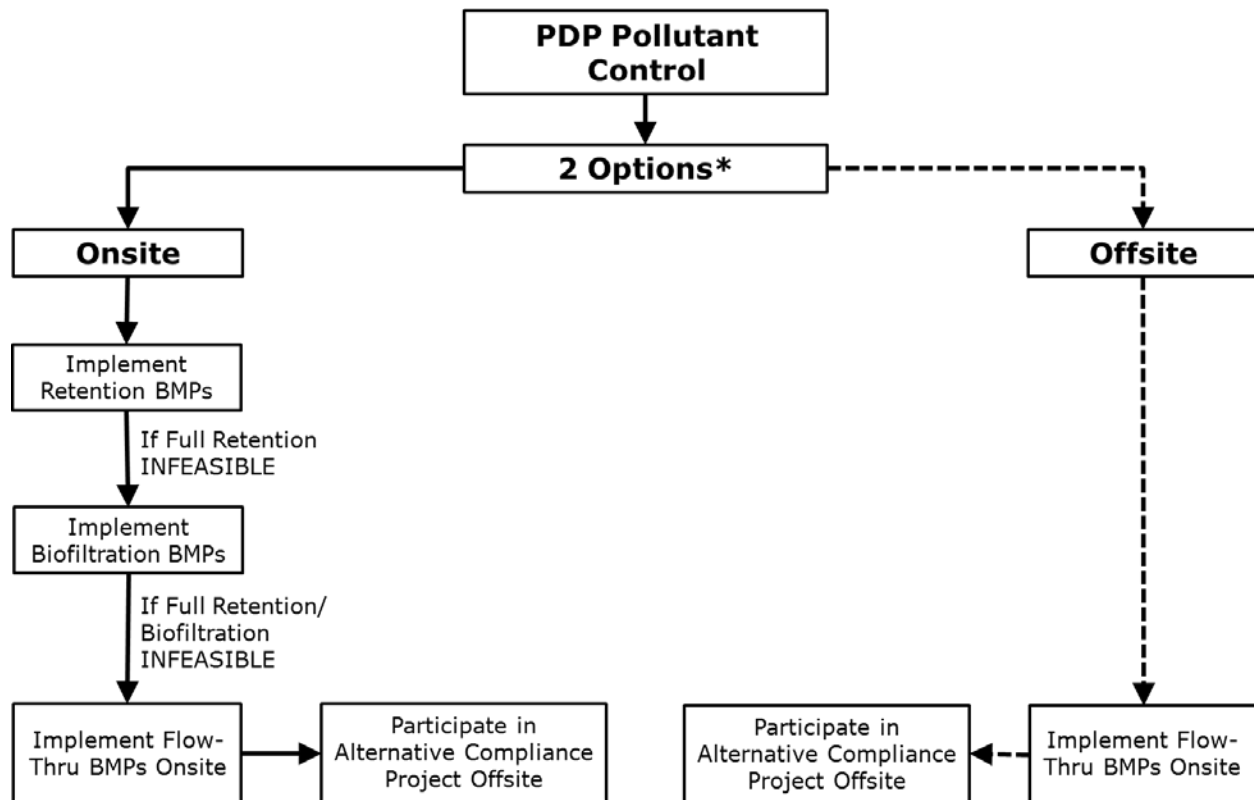 PDP Pollutant
Control
2 Options*
Onsite
Offsite
Implement
Retention BMPs
If Full Retention
INFEASIBLE
Implement
Biofiltration BMPs
If Full Retention/
Biofiltration
INFEASIBLE
Implement Flow-
Thru BMPs Onsite
Participate in
Alternative Compliance
Project Offsite
Participate in
Alternative Compliance
Project Offsite
Implement Flow-
Thru BMPs Onsite